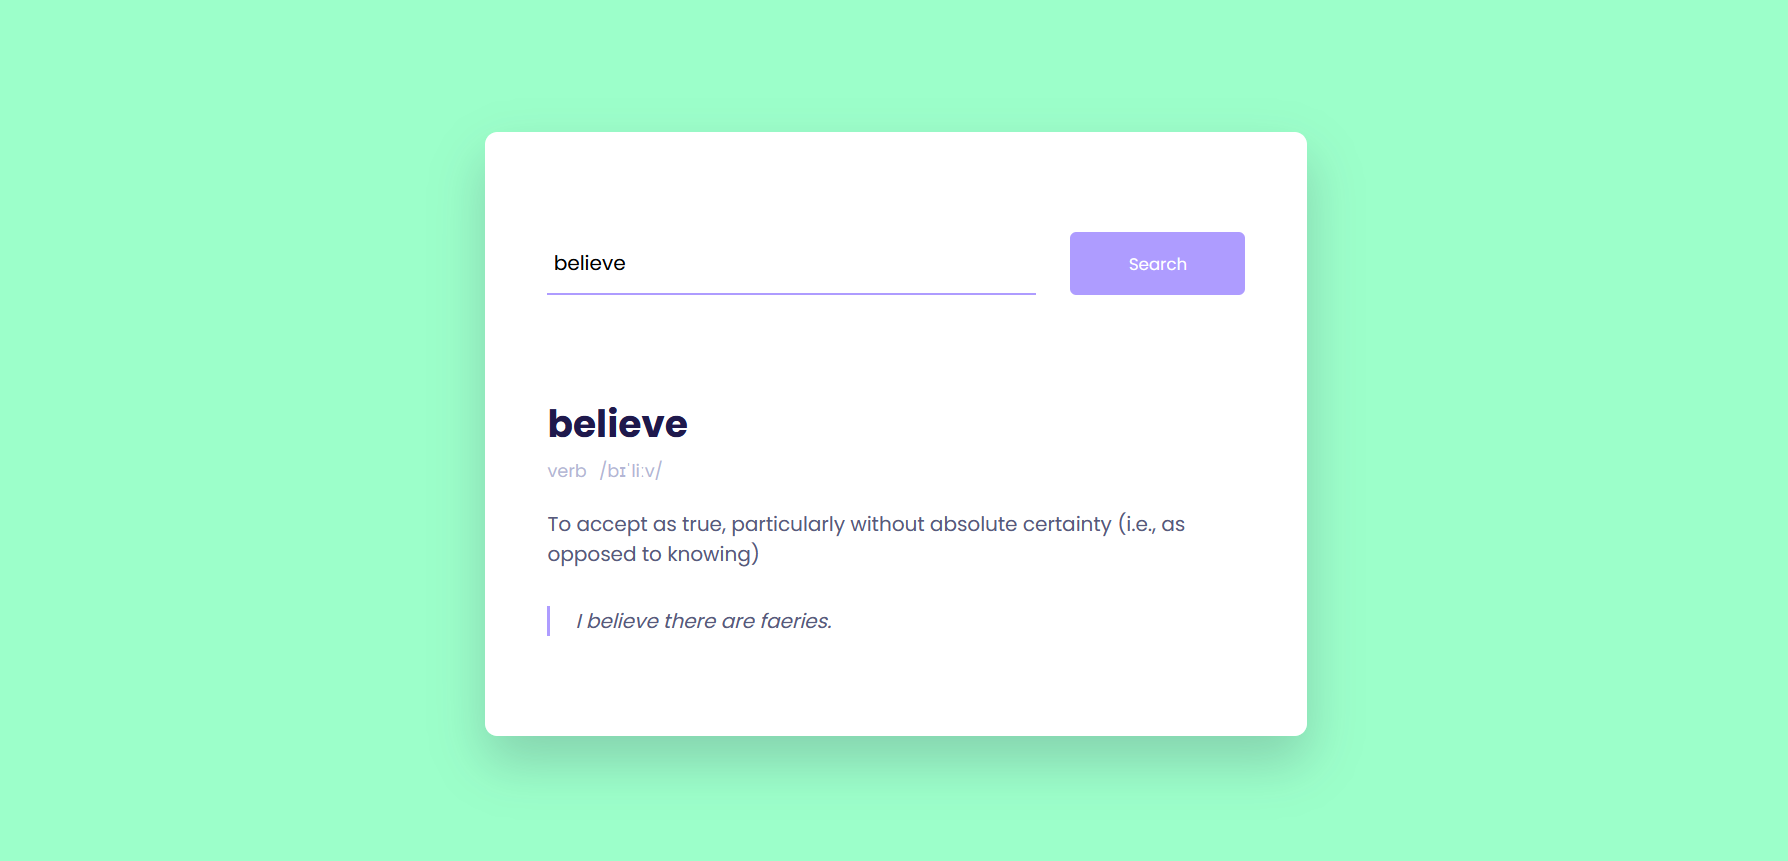 believe
Search
believe
verb /bɪˈliːv/
To accept as true, particularly without absolute certainty (i.e., as
opposed to knowing)
I believe there are faeries.